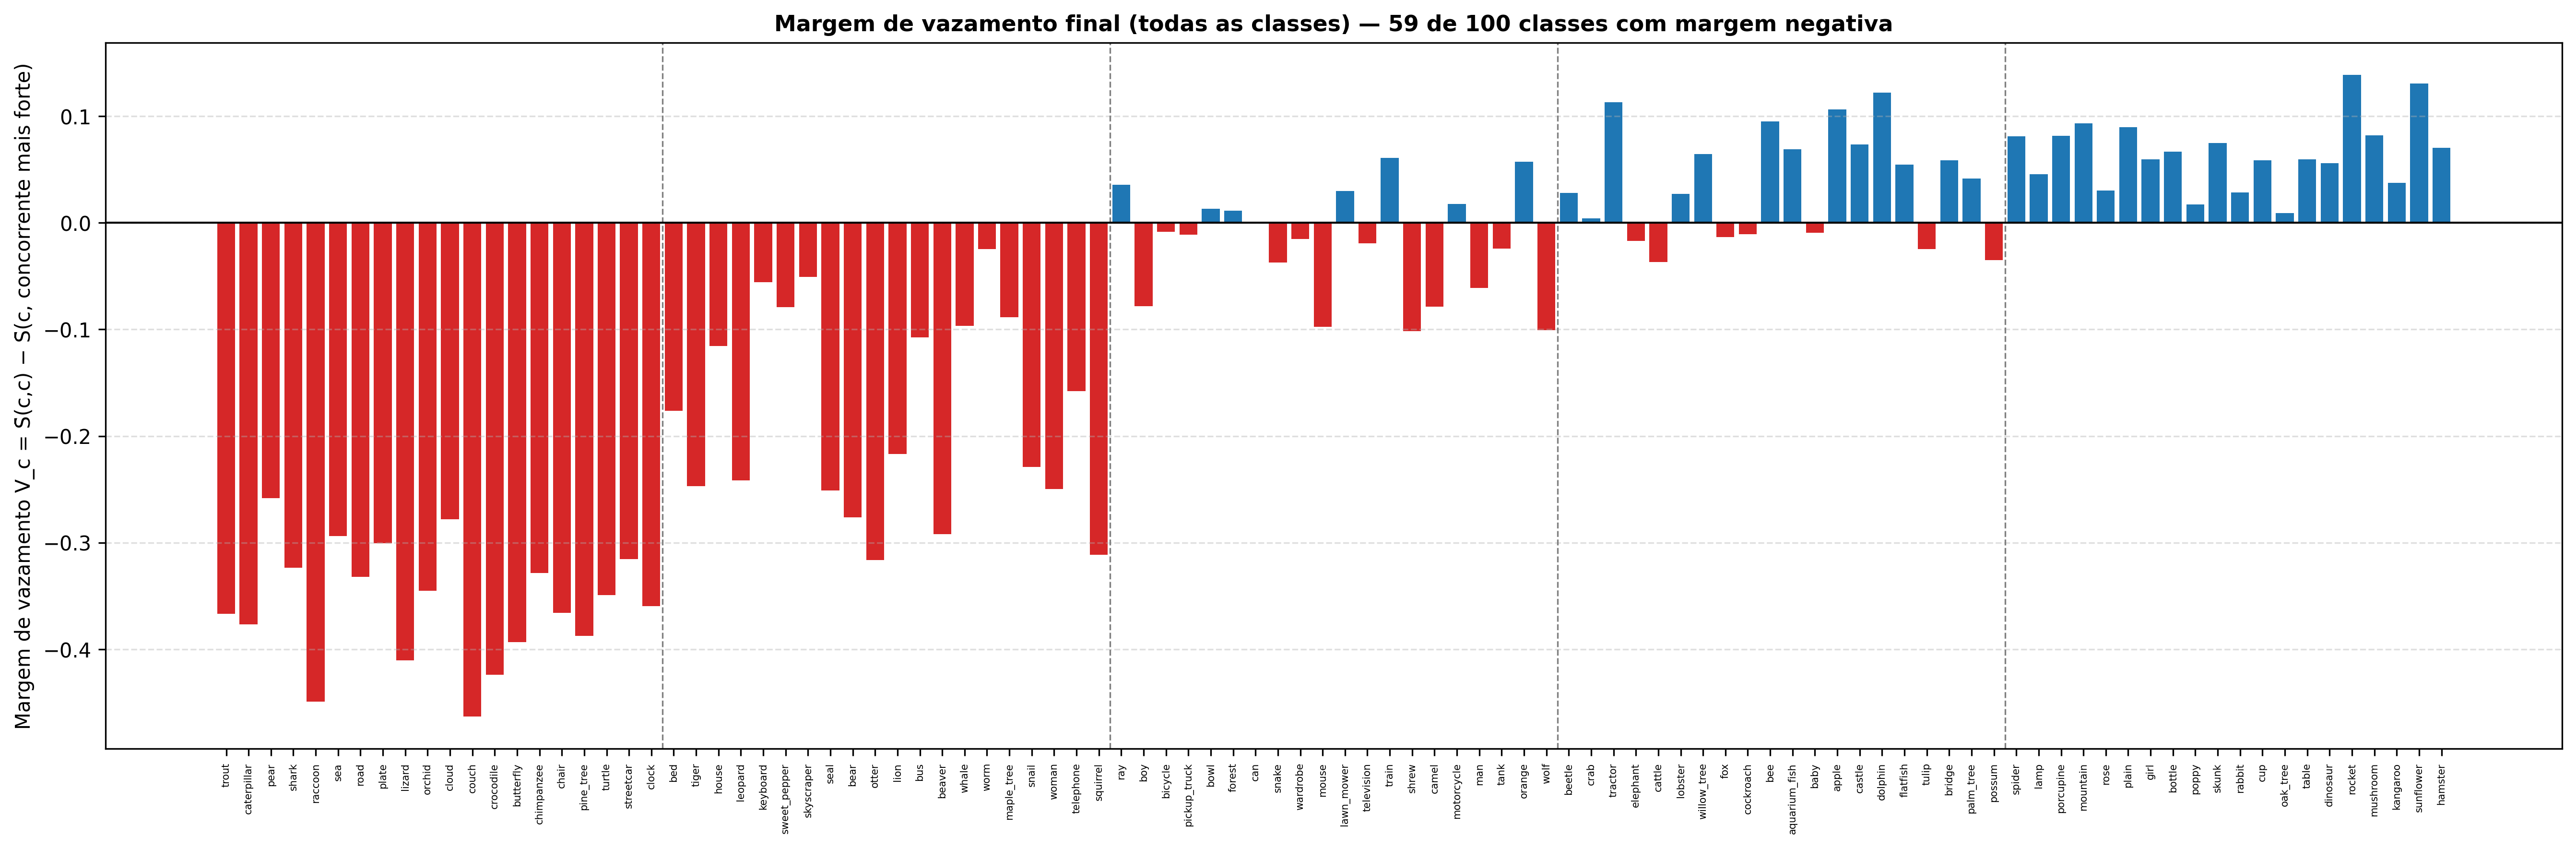 Margem de vazamento final (todas as classes) — 59 de 100 classes com margem negativa
Margem de vazamento V_c = S(c,c) − S(c, concorrente mais forte)
0.1
0.0
−0.1
−0.2
−0.3
−0.4
trout
caterpillar
pear
shark
raccoon
sea
road
plate
lizard
orchid
cloud
couch
crocodile
butterfly
chimpanzee
chair
pine_tree
turtle
streetcar
clock
bed
tiger
house
leopard
keyboard
sweet_pepper
skyscraper
seal
bear
otter
lion
bus
beaver
whale
worm
maple_tree
snail
woman
telephone
squirrel
ray
boy
bicycle
pickup_truck
bowl
forest
can
snake
wardrobe
mouse
lawn_mower
television
train
shrew
camel
motorcycle
man
tank
orange
wolf
beetle
crab
tractor
elephant
cattle
lobster
willow_tree
fox
cockroach
bee
aquarium_fish
baby
apple
castle
dolphin
flatfish
tulip
bridge
palm_tree
possum
spider
lamp
porcupine
mountain
rose
plain
girl
bottle
poppy
skunk
rabbit
cup
oak_tree
table
dinosaur
rocket
mushroom
kangaroo
sunflower
hamster